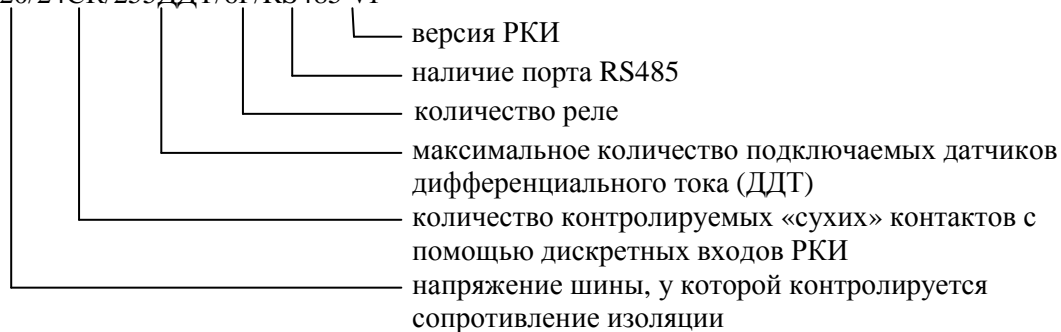 версия РКИ
наличие порта RS485
количество реле
максимальное количество подключаемых датчиков
дифференциального тока (ДДТ)
количество контролируемых «сухих» контактов с
помощью дискретных входов РКИ
напряжение шины, у которой контролируется
сопротивление изоляции